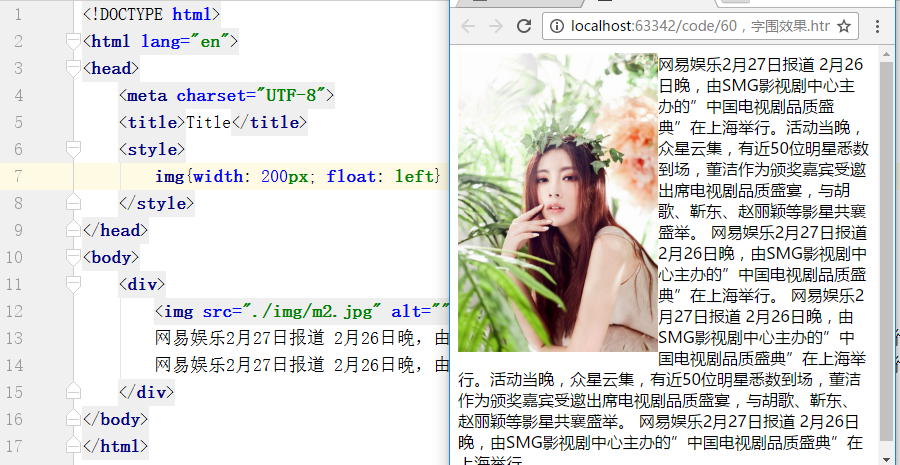 1 <!DOCTYPE html>
2 <html lang="en">
3 <head>
4 <meta charset="UTF-8">
5 <title>Title</title>
6 <style>
7 img{width: 200px; float: left}
8 </style>
9 </head>
10 <body>
11 <div>
12 <img src="./img/m2.jpg" alt=""
13 网易娱乐2月27日报道 2月26日晚，由
14 网易娱乐2月27日报道 2月26日晚，由
15 </div>
16 </body>
17 </html>
localhost:63342/code/60，字围效果.htr
网易娱乐2月27日报道 2月26
日晚，由SMG影视剧中心主
办的”中国电视剧品质盛
典”在上海举行。活动当晚，
众星云集，有近50位明星悉数
到场，董洁作为颁奖嘉宾受邀
出席电视剧品质盛宴，与胡
歌、靳东、赵丽颖等影星共襄
盛举。 网易娱乐2月27日报道
2月26日晚，由SMG影视剧中
心主办的”中国电视剧品质盛
典”在上海举行。 网易娱乐2
月27日报道 2月26日晚，由
SMG影视剧中心主办的”中
国电视剧品质盛典”在上海举
行。活动当晚，众星云集，有近50位明星悉数到场，董洁
作为颁奖嘉宾受邀出席电视剧品质盛宴，与胡歌、靳东、
赵丽颖等影星共襄盛举。 网易娱乐2月27日报道 2月26日
晚，由SMG影视剧中心主办的”中国电视剧品质盛典”在
上海举行